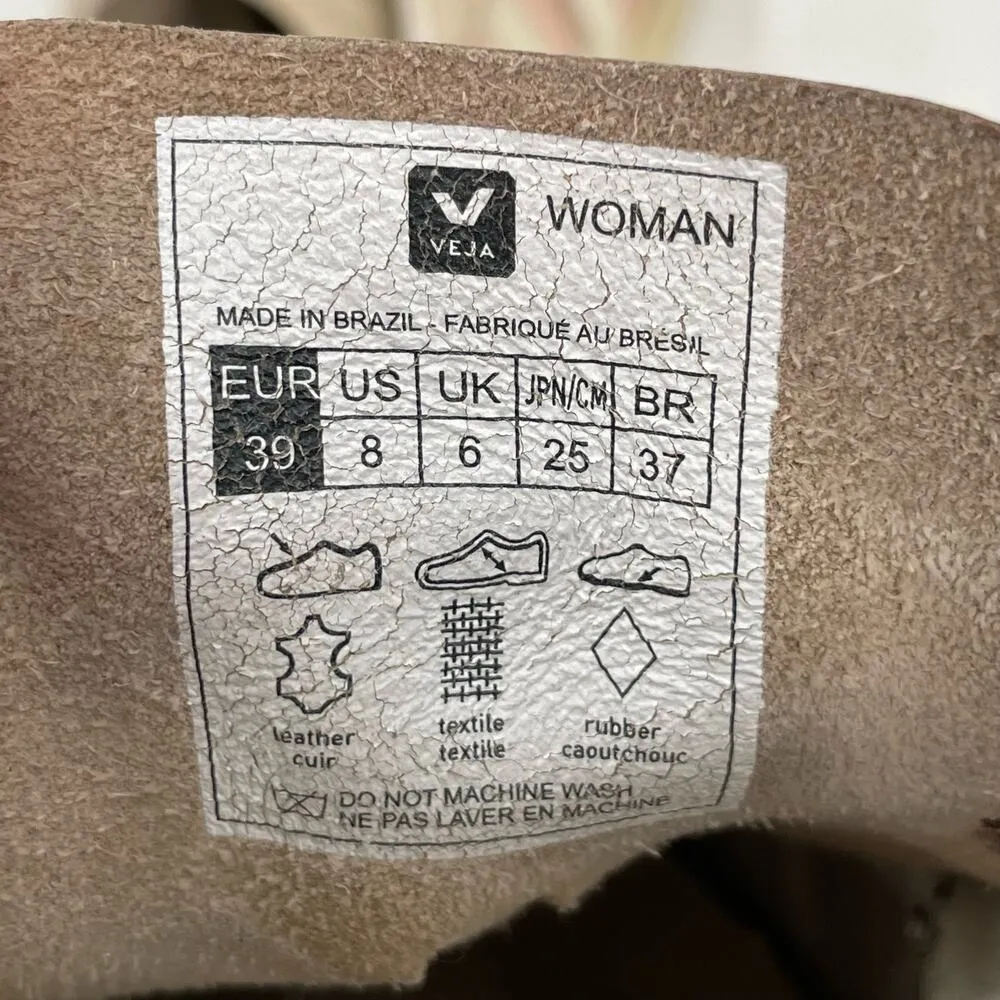 VEJA
WOMAN
MADE IN BRAZIL - FABRIQUÉ AU BRÉSIL
EUR US UK JPN/CM BR
39 8 6 25 37
leather textile rubber
cuir textile caoutchouc
DO NOT MACHINE WASH
NE PAS LAVER EN MACHINE